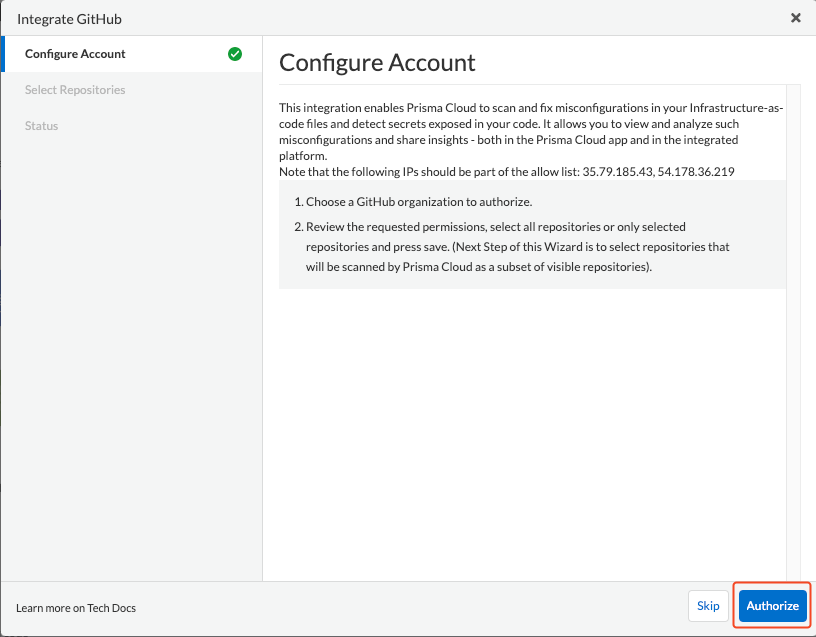 Integrate GitHub
Configure Account
Select Repositories
Status
Configure Account
This integration enables Prisma Cloud to scan and fix misconfigurations in your Infrastructure-as-
code files and detect secrets exposed in your code. It allows you to view and analyze such
misconfigurations and share insights - both in the Prisma Cloud app and in the integrated
platform.
Note that the following IPs should be part of the allow list: 35.79.185.43, 54.178.36.219
1. Choose a GitHub organization to authorize.
2. Review the requested permissions, select all repositories or only selected
repositories and press save. (Next Step of this Wizard is to select repositories that
will be scanned by Prisma Cloud as a subset of visible repositories).
Learn more on Tech Docs
Skip
Authorize